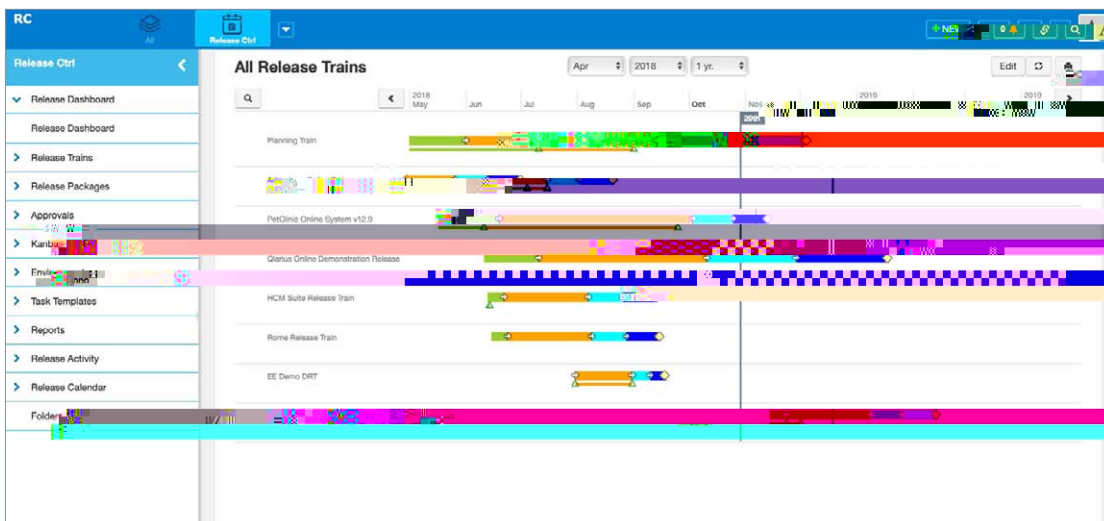 RC
All
Release Ctrl
0
Release Ctrl
Release Dashboard
Release Dashboard
Release Trains
Release Packages
Approvals
Task Templates
Reports
Release Activity
Release Calendar
All Release Trains
Apr
2018
1 yr.
Edit
2018
2019
2019
May
Jun
Jul
Aug
Sep
Oct
Nov
Planning Train
PetClinic Online System v12.9
Qlarius Online Demonstration Release
HCM Suite Release Train
Rome Release Train
EE Demo DRT